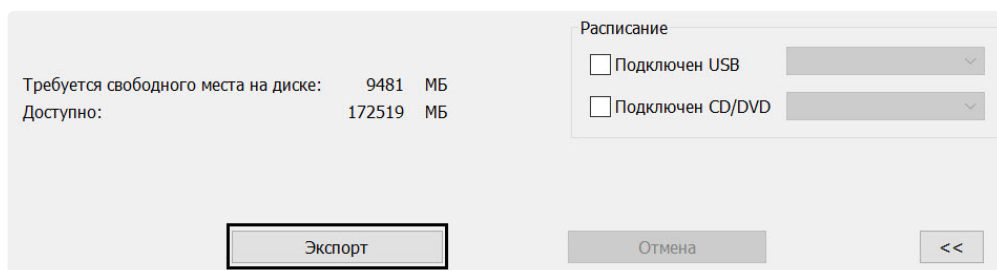 Расписание
Подключен USB
Требуется свободного места на диске: 9481 МБ
Доступно: 172519 МБ
Подключен CD/DVD
Экспорт Отмена <<